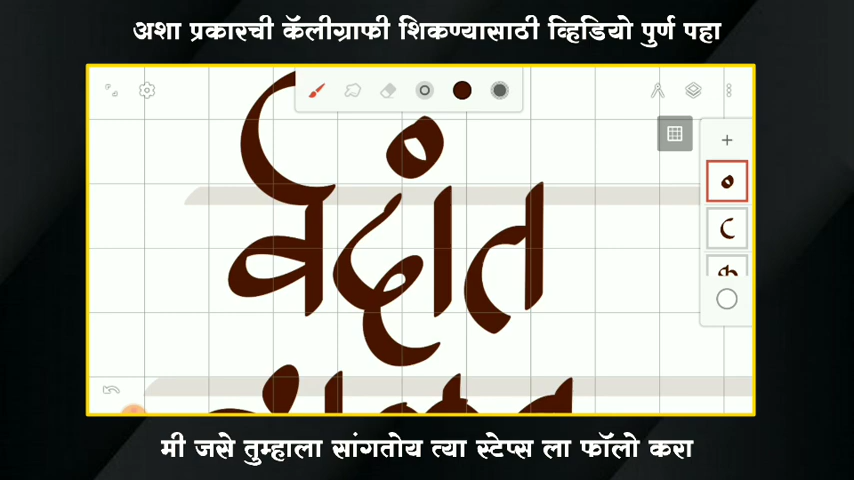 अशा प्रकारची कॅलीग्राफी शिकण्यासाठी व्हिडियो पुर्ण पहा
वेदांत
मी जसे तुम्हाला सांगतोय त्या स्टेप्स ला फॉलो करा